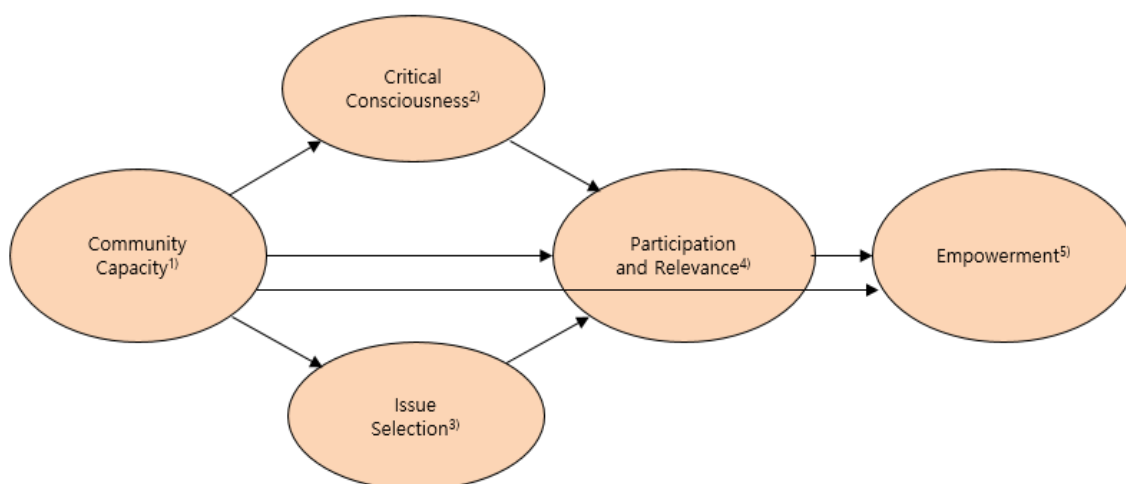 Critical
Consciousness2)
Community
Capacity1)
Participation
and Relevance4)
Empowerment5)
Issue
Selection3)